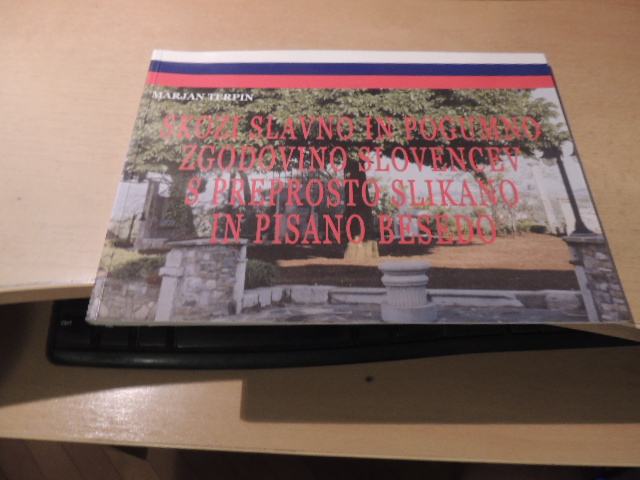 MARJAN TERPIN
SKOZI SLAVNO IN POGUMNO
ZGODOVINO SLOVENCEV
S PREPROSTO SLIKANO
IN PISANO BESEDO